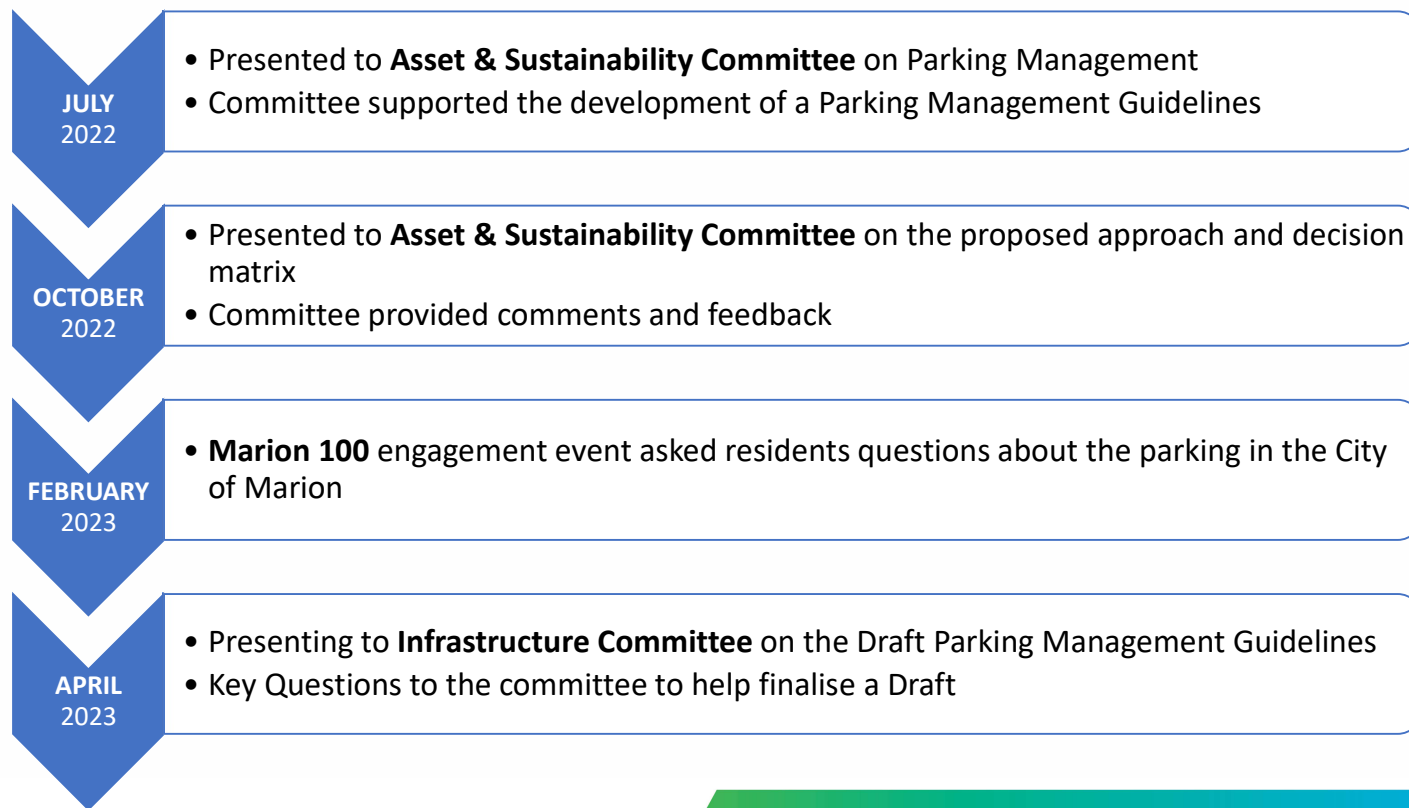 JULY
2022
• Presented to Asset & Sustainability Committee on Parking Management
• Committee supported the development of a Parking Management Guidelines
OCTOBER
2022
• Presented to Asset & Sustainability Committee on the proposed approach and decision
matrix
• Committee provided comments and feedback
FEBRUARY
2023
• Marion 100 engagement event asked residents questions about the parking in the City
of Marion
APRIL
2023
• Presenting to Infrastructure Committee on the Draft Parking Management Guidelines
• Key Questions to the committee to help finalise a Draft